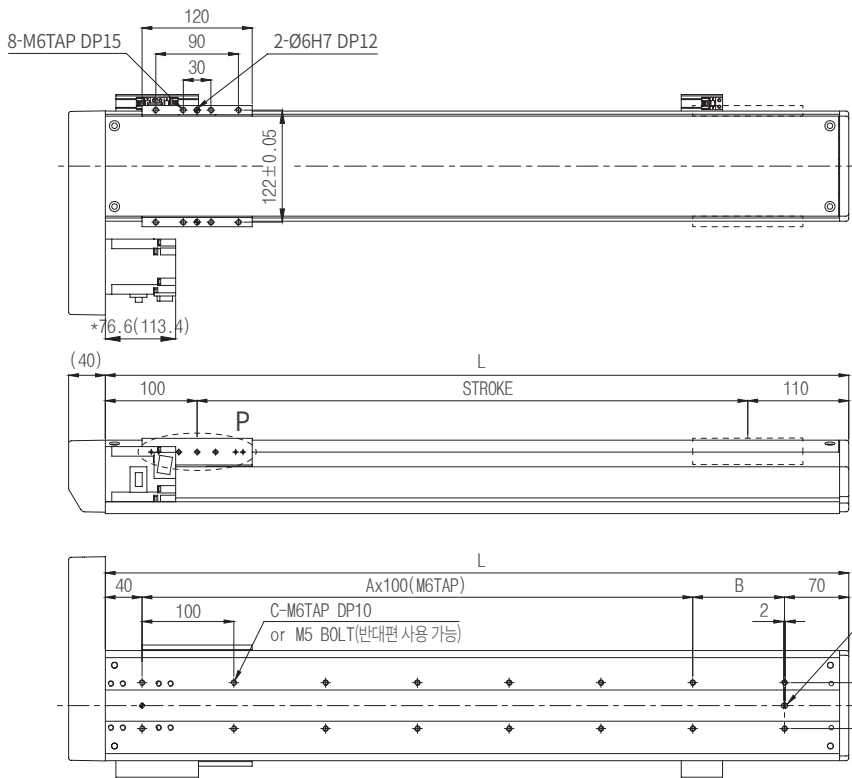 120
8-M6TAP DP15
90
2-Ø6H7 DP12
30
122±0.05
*76.6(113.4)
(40)
L
100
STROKE
110
P
L
40
Ax100(M6TAP)
B
70
100
C-M6TAP DP10
2
or M5 BOLT(반대편 사용 가능)